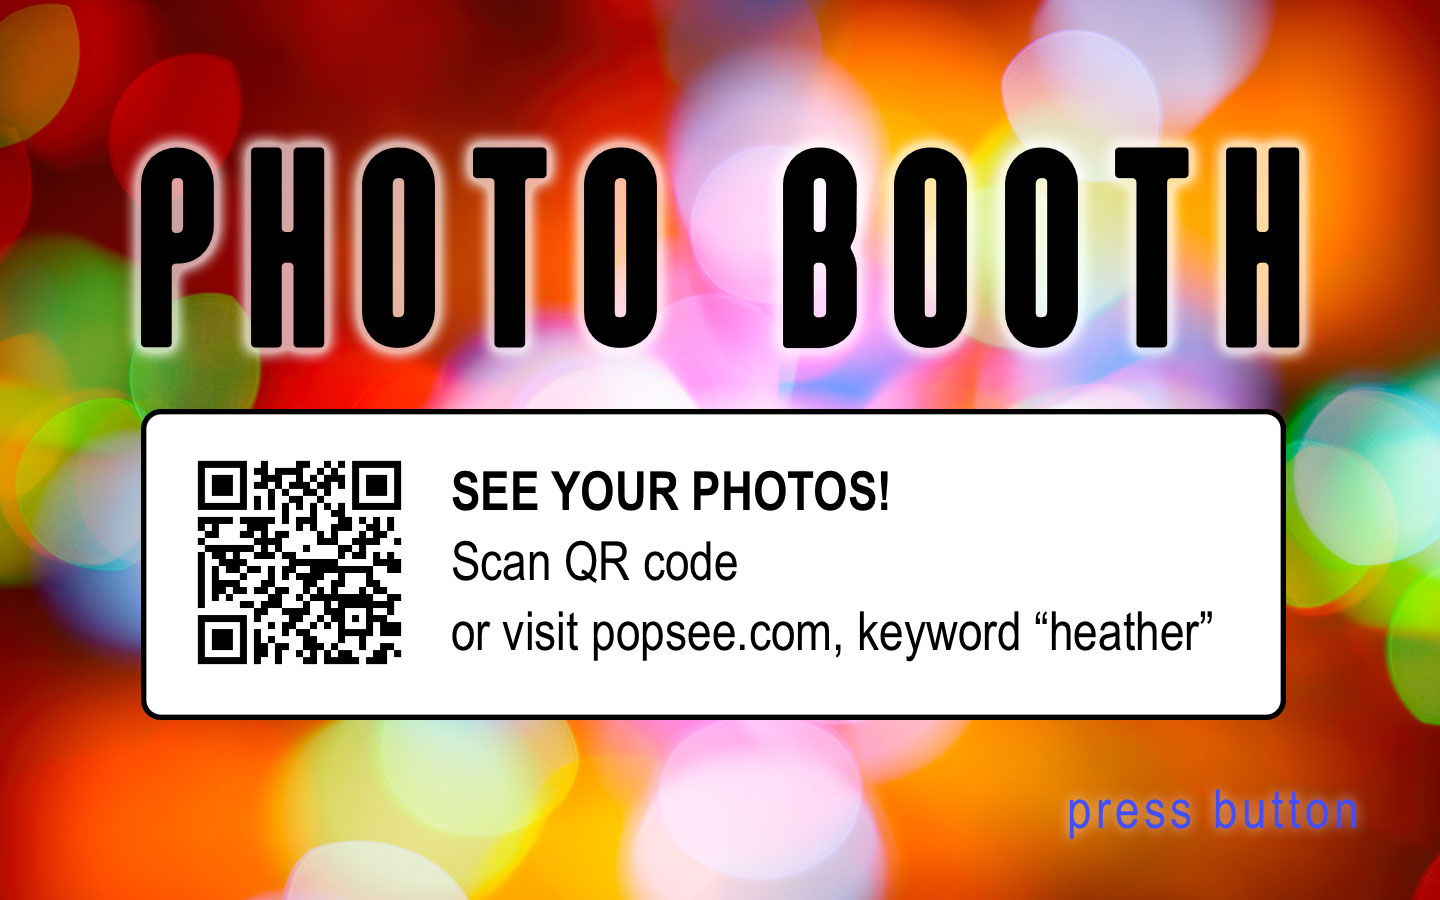 PHOTO BOOTH
SEE YOUR PHOTOS!
Scan QR code
or visit popsee.com, keyword “heather”
press button